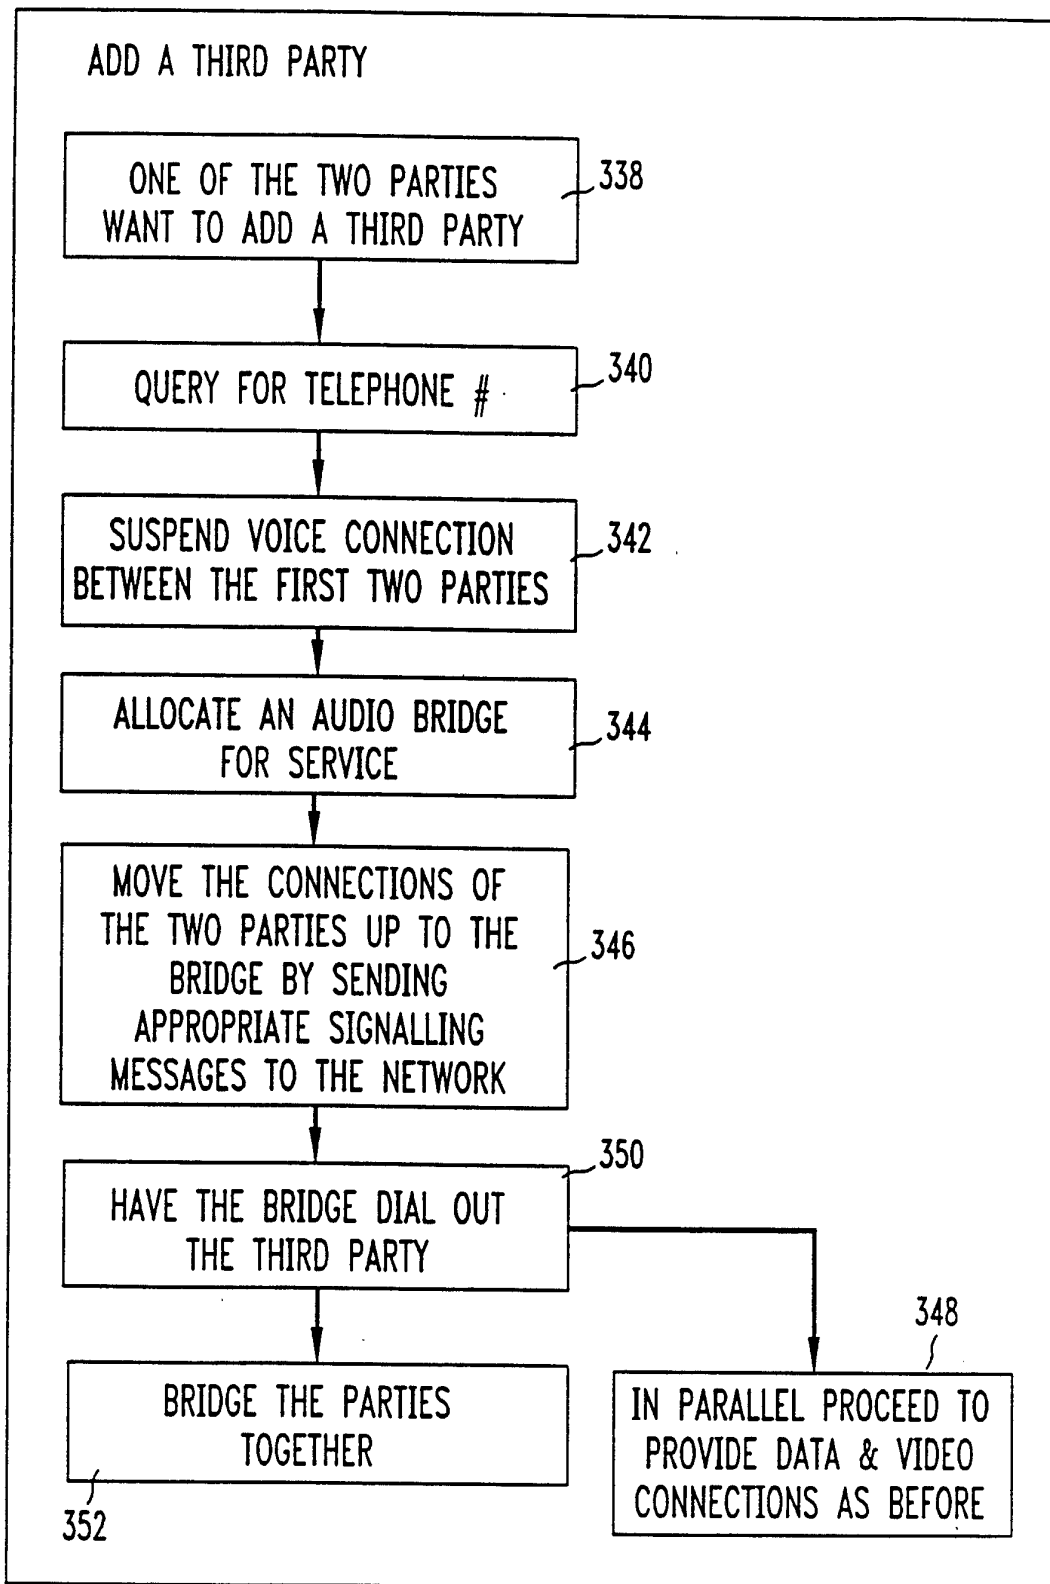 ADD A THIRD PARTY
ONE OF THE TWO PARTIES
WANT TO ADD A THIRD PARTY
338
QUERY FOR TELEPHONE #
340
SUSPEND VOICE CONNECTION
BETWEEN THE FIRST TWO PARTIES
342
ALLOCATE AN AUDIO BRIDGE
FOR SERVICE
344
MOVE THE CONNECTIONS OF
THE TWO PARTIES UP TO THE
BRIDGE BY SENDING
APPROPRIATE SIGNALLING
MESSAGES TO THE NETWORK
346
HAVE THE BRIDGE DIAL OUT
THE THIRD PARTY
350
BRIDGE THE PARTIES
TOGETHER
352
348
IN PARALLEL PROCEED TO
PROVIDE DATA & VIDEO
CONNECTIONS AS BEFORE